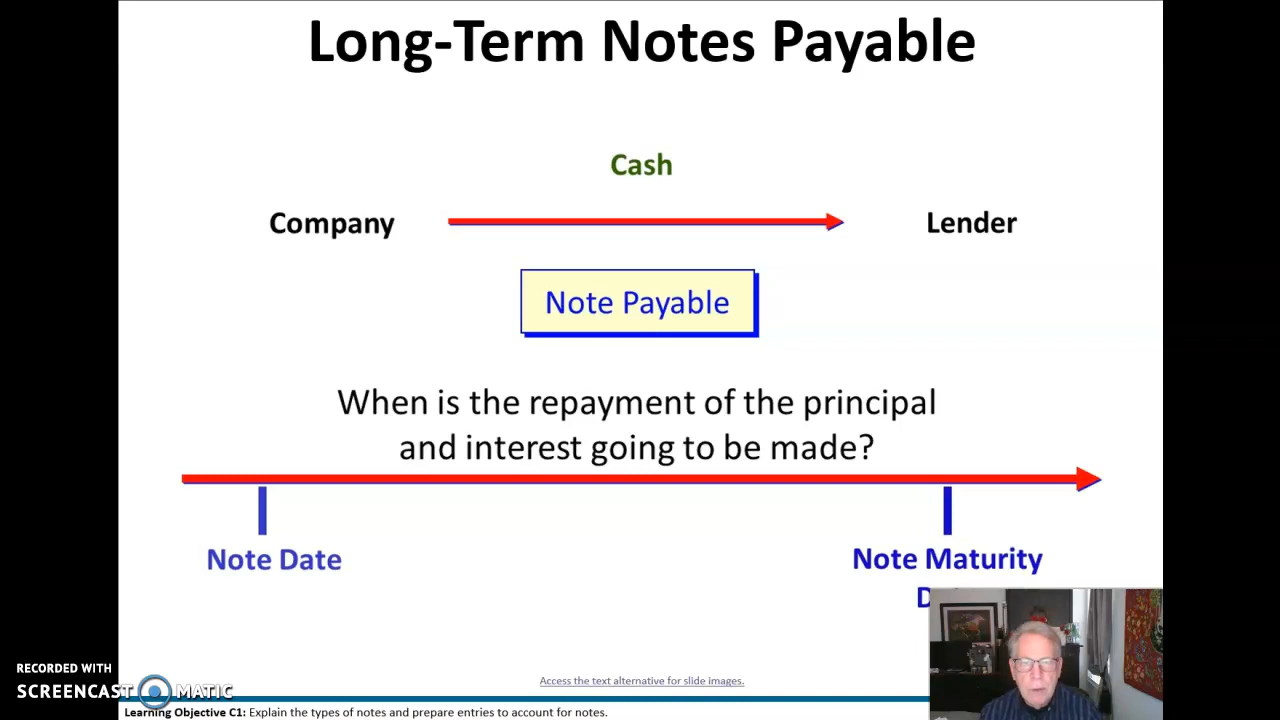 Long-Term Notes Payable
Cash
Company
Lender
Note Payable
When is the repayment of the principal
and interest going to be made?
Note Date
Note Maturity
RECORDED WITH
SCREENCAST MATIC
Access the text alternative for slide images.
Learning Objective C1: Explain the types of notes and prepare entries to account for notes.